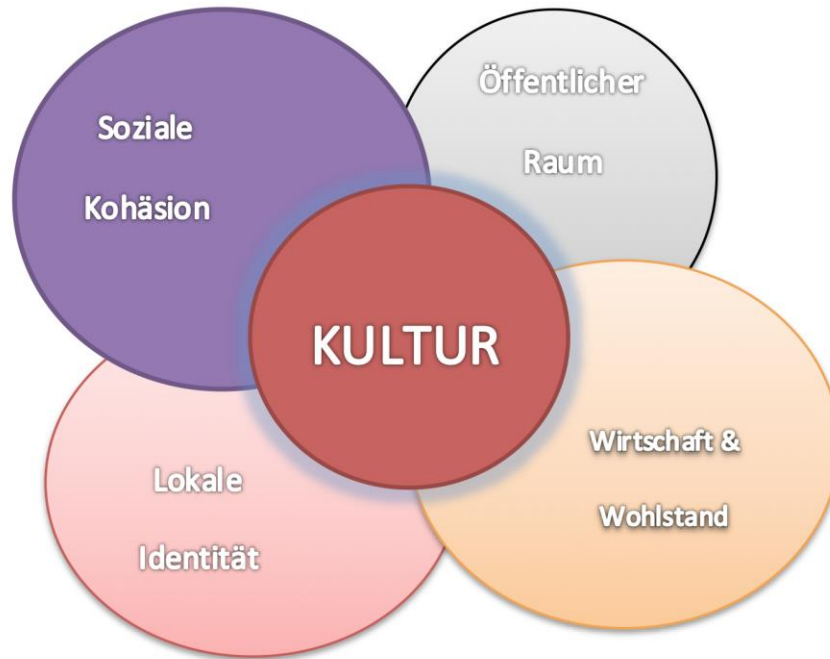 Soziale
Kohäsion
Öffentlicher
Raum
KULTUR
Lokale
Identität
Wirtschaft &
Wohlstand